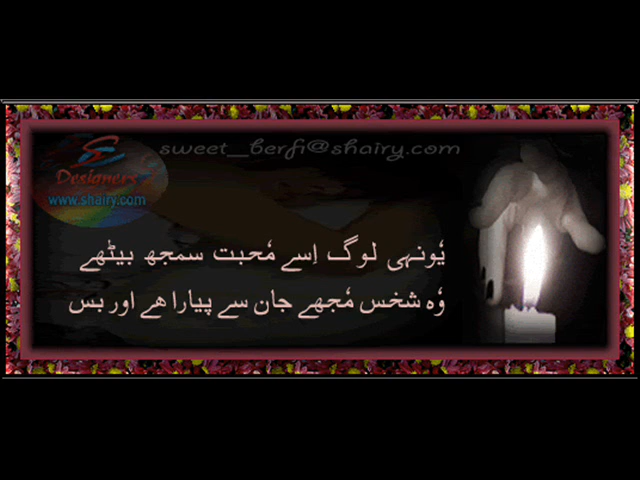 sweet_berfi@shairy.com
Designers
www.shairy.com
یُونہی لوگ اِسے مُحبت سمجھ بیٹھے
وُہ شخس مُجھے جان سے پیارا ھے اور بس